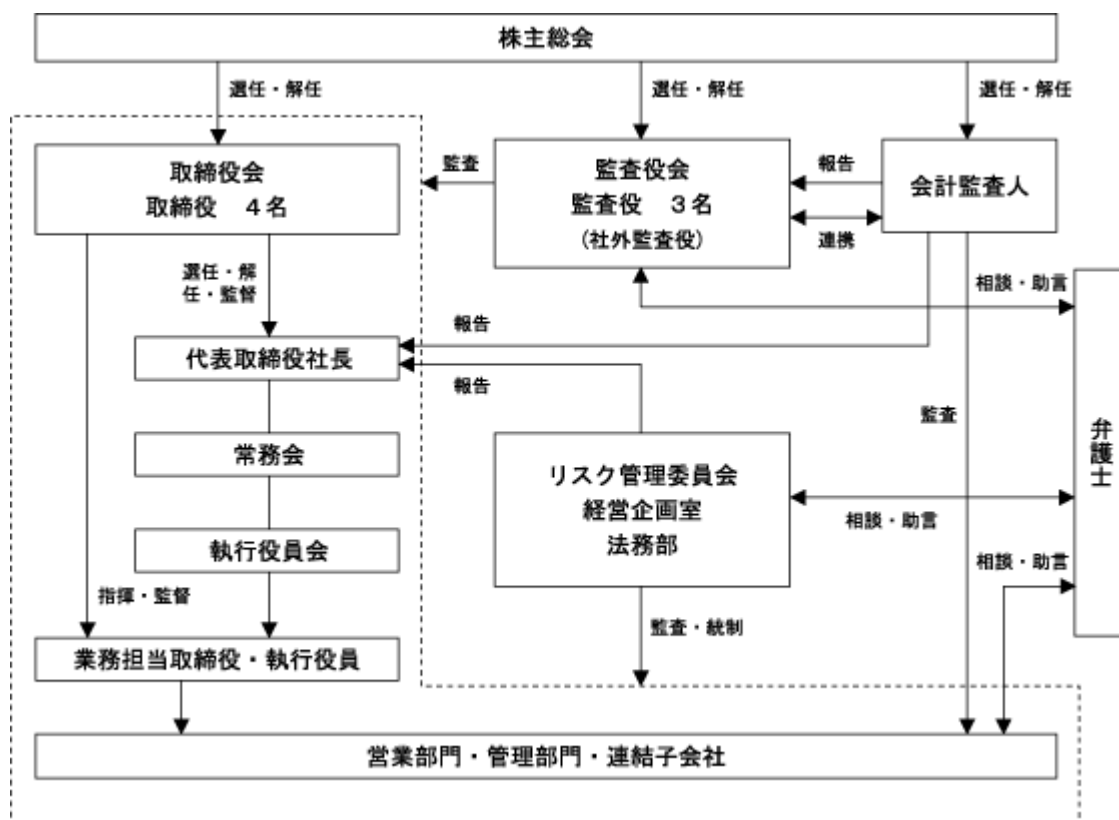 株主総会
選任・解任
選任・解任
選任・解任
取締役会
取締役 4名
監査
監査役会
監査役 3名
(社外監査役)
報告
連携
会計監査人
選任・解
任・監督
相談・助言
報告
代表取締役社長
報告
監査
弁護士
常務会
リスク管理委員会
経営企画室
法務部
相談・助言
執行役員会
相談・助言
指揮・監督
監査・統制
業務担当取締役・執行役員
営業部門・管理部門・連結子会社